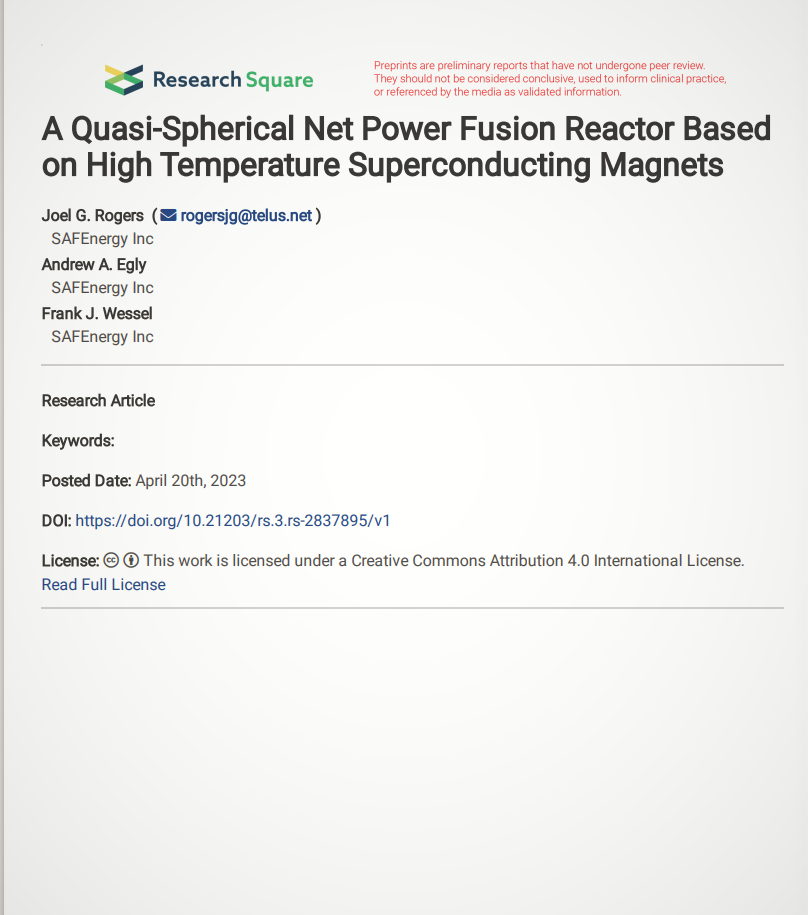 Research Square
Preprints are preliminary reports that have not undergone peer review.
They should not be considered conclusive, used to inform clinical practice,
or referenced by the media as validated information.
A Quasi-Spherical Net Power Fusion Reactor Based
on High Temperature Superconducting Magnets
Joel G. Rogers ( rogersjg@telus.net )
SAFEnergy Inc
Andrew A. Egly
SAFEnergy Inc
Frank J. Wessel
SAFEnergy Inc
Research Article
Keywords:
Posted Date: April 20th, 2023
DOI: https://doi.org/10.21203/rs.3.rs-2837895/v1
License: This work is licensed under a Creative Commons Attribution 4.0 International License.
Read Full License